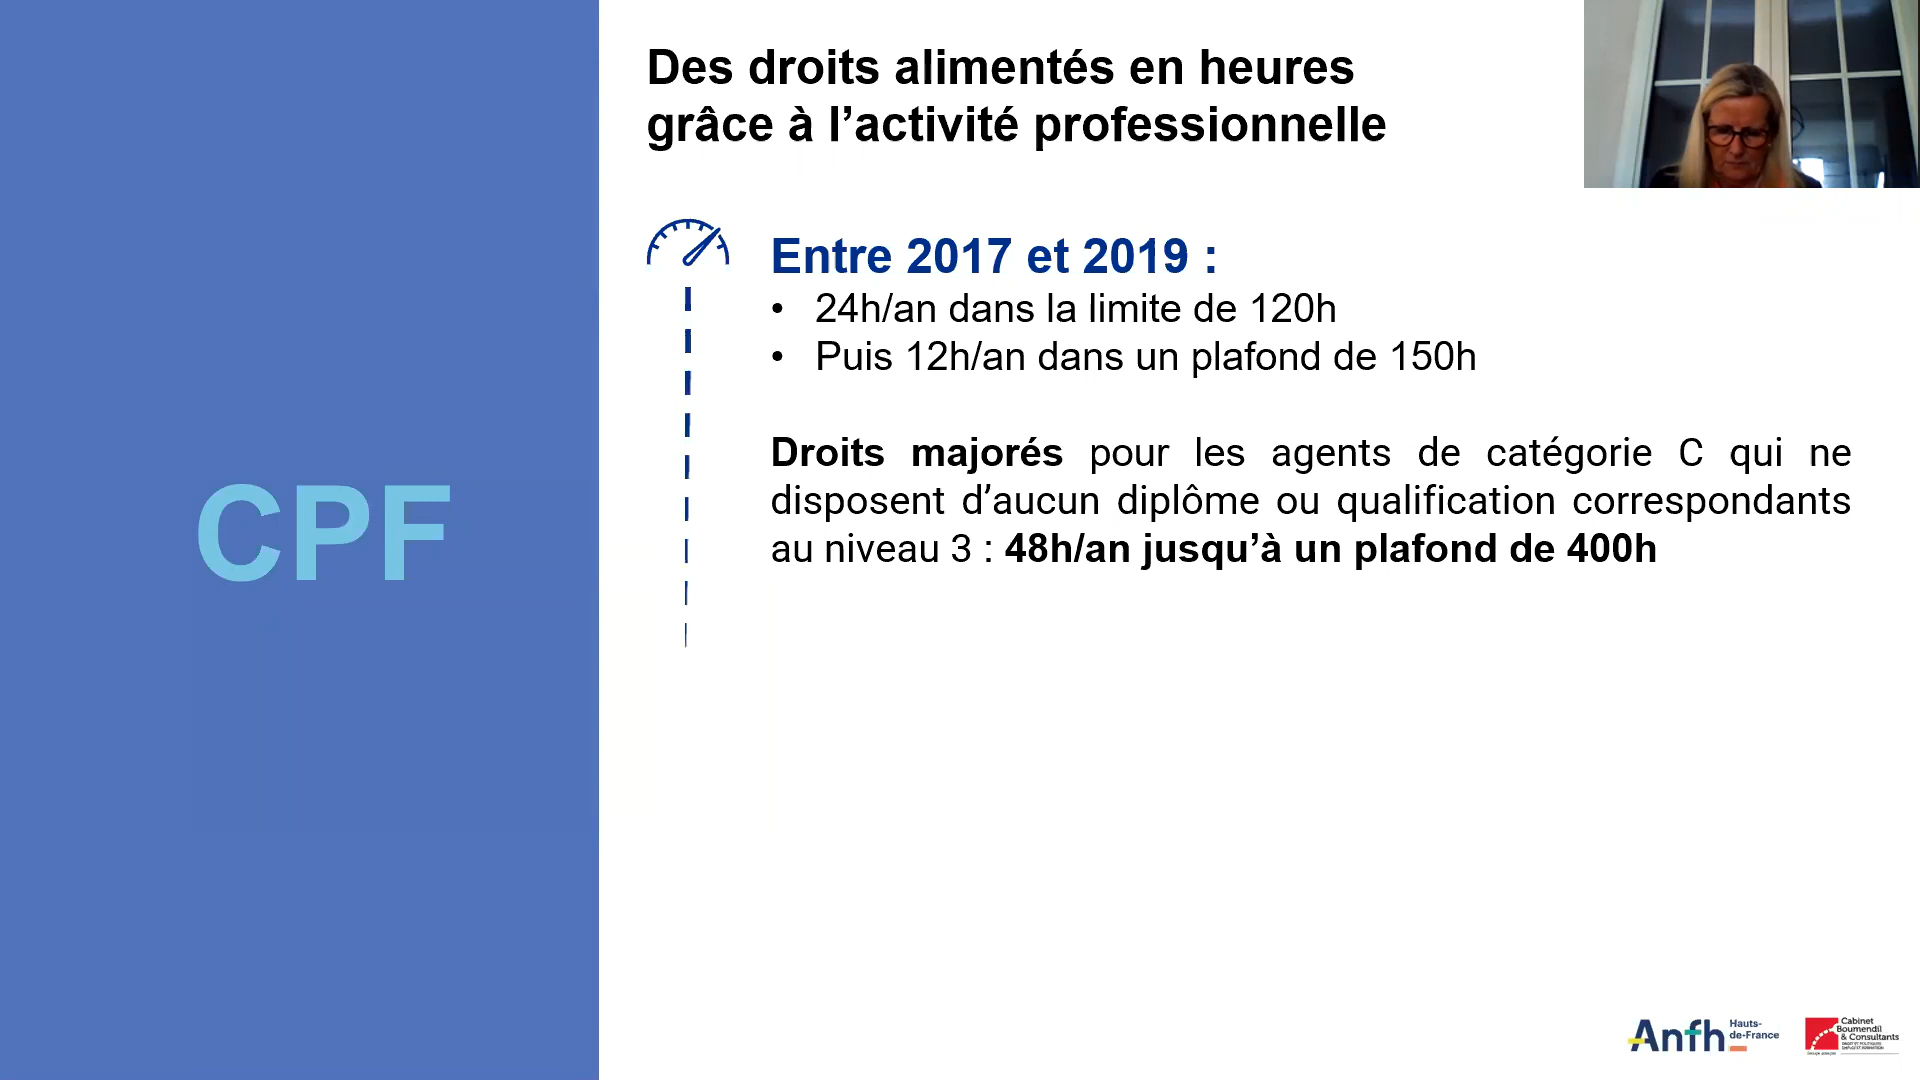 Des droits alimentés en heures
grâce à l’activité professionnelle
Entre 2017 et 2019 :
• 24h/an dans la limite de 120h
• Puis 12h/an dans un plafond de 150h
Droits majorés pour les agents de catégorie C qui ne
disposent d’aucun diplôme ou qualification correspondants
au niveau 3 : 48h/an jusqu’à un plafond de 400h
CPF
Anfh
Hauts-
de-France
Cabinet
Boumendil
& Consultants